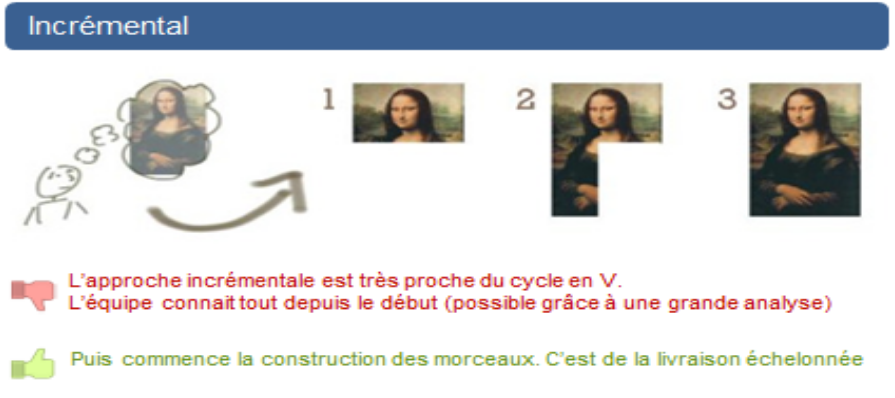 Incrémental
1 2 3
L'approche incrémentale est très proche du cycle en V.
L'équipe connait tout depuis le début (possible grâce à une grande analyse)
Puis commence la construction des morceaux. C'est de la livraison échelonnée